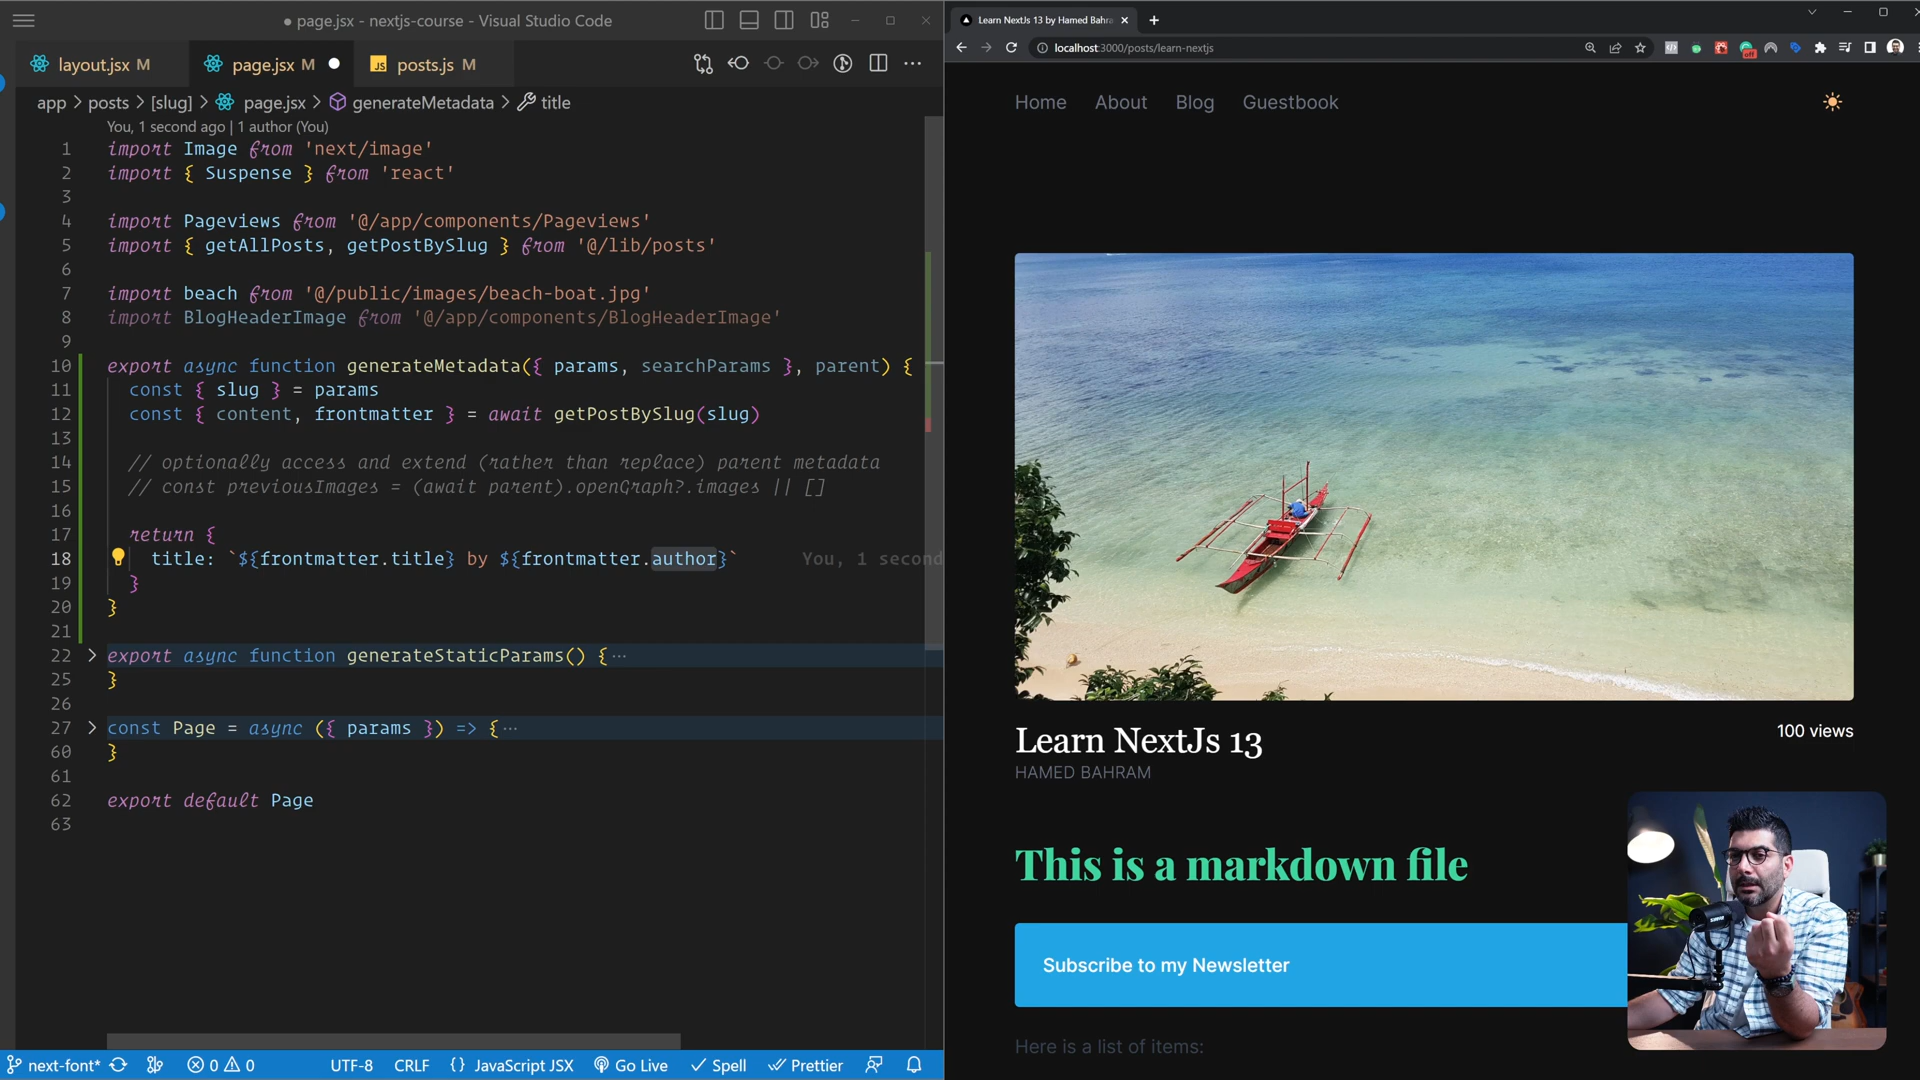 page.jsx - nextjs-course - Visual Studio Code
layout.jsx M
page.jsx M
JS posts.js M
app > posts > [slug] > page.jsx > generateMetadata > title
You, 1 second ago | 1 author (You)
1 import Image from 'next/image'
2 import { Suspense } from 'react'
3
4 import Pageviews from '@/app/components/Pageviews'
5 import { getAllPosts, getPostBySlug } from '@/lib/posts'
6
7 import beach from '@/public/images/beach-boat.jpg'
8 import BlogHeaderImage from '@/app/components/BlogHeaderImage'
9
10 export async function generateMetadata({ params, searchParams }, parent) {
11 const { slug } = params
12 const { content, frontmatter } = await getPostBySlug(slug)
13
14 // optionally access and extend (rather than replace) parent metadata
15 // const previousImages = (await parent).openGraph?.images || []
16
17 return {
18 title: `${frontmatter.title} by ${frontmatter.author}` You, 1 second
19 }
20 }
21
22 export async function generateStaticParams() { ···
25 }
26
27 const Page = async ({ params }) => { ···
60 }
61
62 export default Page
63
next-font* 0 0 UTF-8 CRLF {} JavaScript JSX Go Live Spell Prettier
Learn NextJs 13 by Hamed Bahra
localhost:3000/posts/learn-nextjs
off
Home About Blog Guestbook
Learn NextJs 13
100 views
HAMED BAHRAM
This is a markdown file
Subscribe to my Newsletter
Here is a list of items: